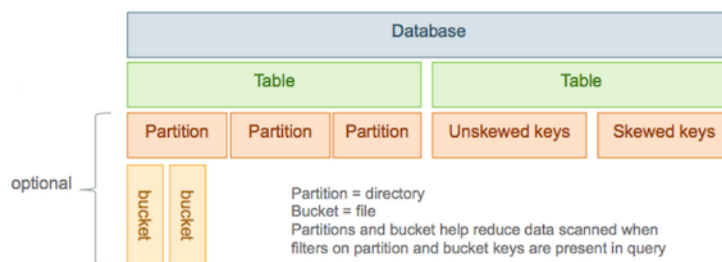 Database
Table
Table
Partition
Partition
Partition
Unskewed keys
Skewed keys
optional
bucket
bucket
Partition = directory
Bucket = file
Partitions and bucket help reduce data scanned when
filters on partition and bucket keys are present in query